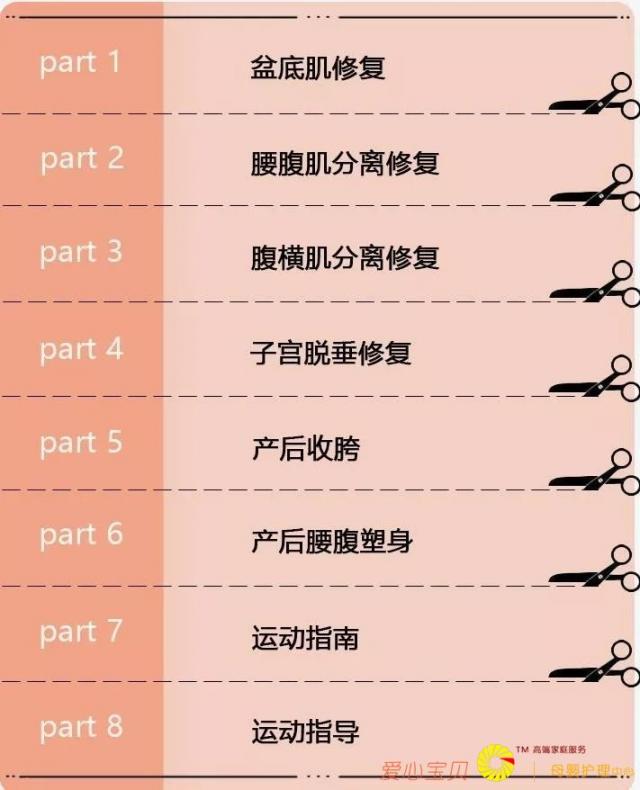 part 1
盆底肌修复
part 2
腰腹肌分离修复
part 3
腹横肌分离修复
part 4
子宫脱垂修复
part 5
产后收胯
part 6
产后腰腹塑身
part 7
运动指南
part 8
运动指导
TM 高端家庭服务
爱心宝贝 | 母婴护理中心